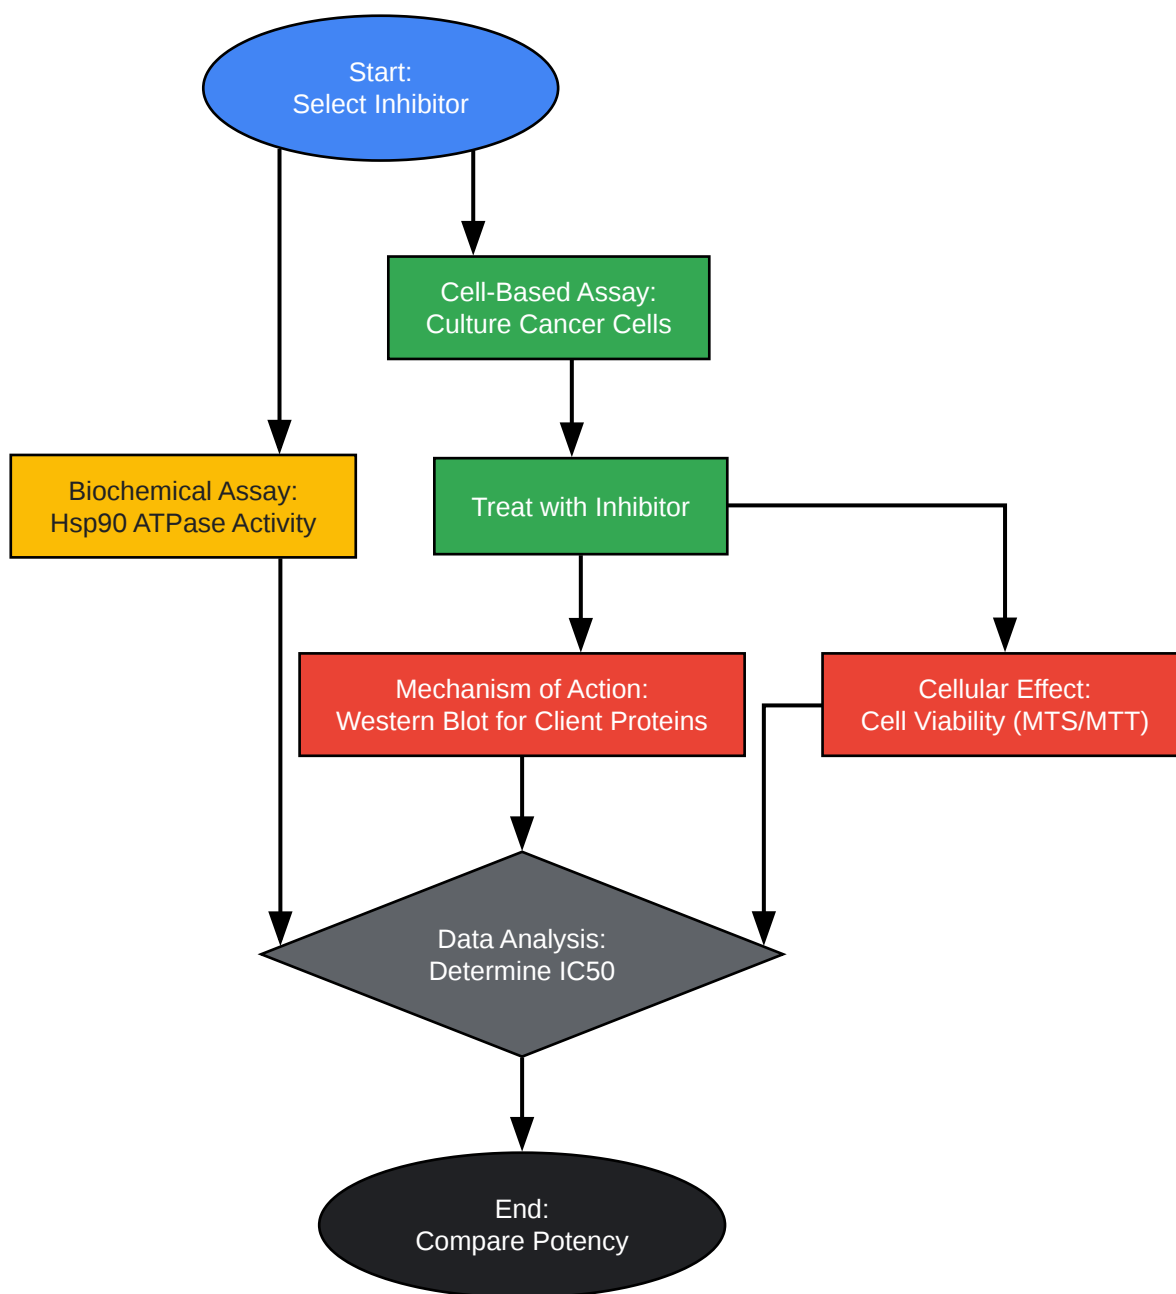 Start:
Select Inhibitor
Cell-Based Assay:
Culture Cancer Cells
Biochemical Assay:
Hsp90 ATPase Activity
Treat with Inhibitor
Mechanism of Action:
Western Blot for Client Proteins
Cellular Effect:
Cell Viability (MTS/MTT)
Data Analysis:
Determine IC50
End:
Compare Potency